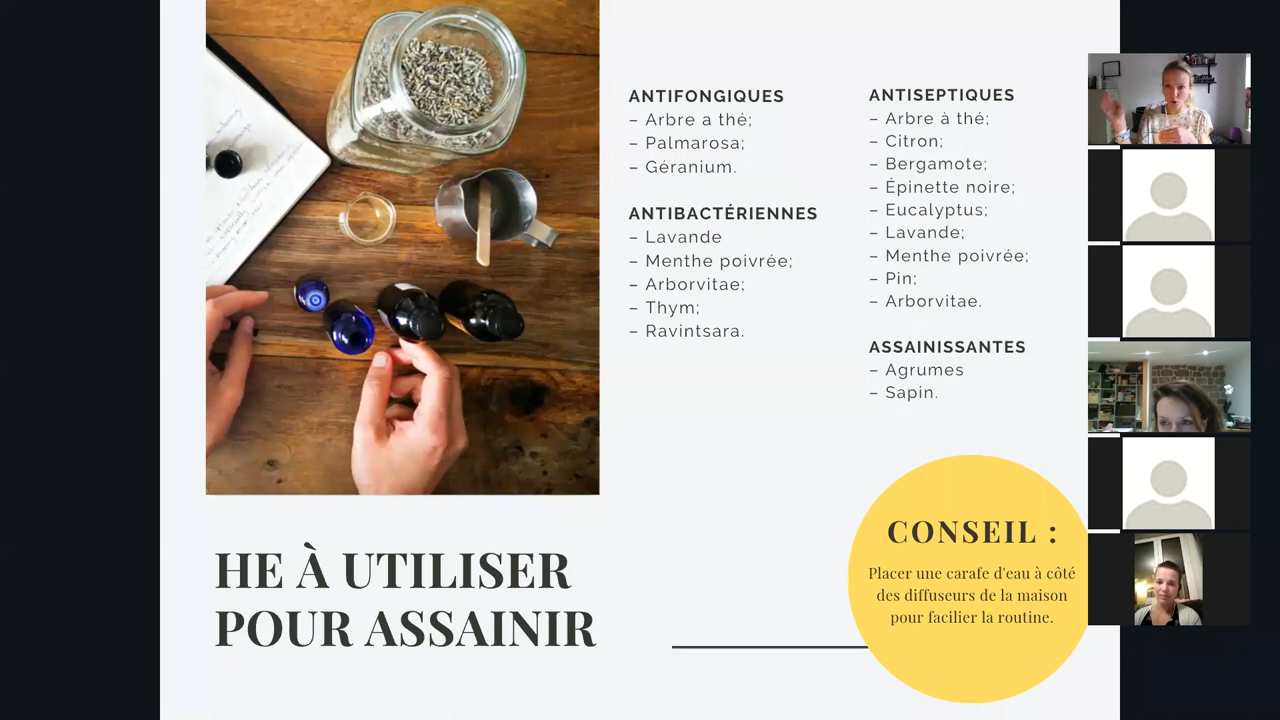 ANTIFONGIQUES
– Arbre a thé;
– Palmarosa;
– Géranium.
ANTIBACTÉRIENNES
– Lavande
– Menthe poivrée;
– Arborvitae;
– Thym;
– Ravintsara.
ANTISEPTIQUES
– Arbre à thé;
– Citron;
– Bergamote;
– Épinette noire;
– Eucalyptus;
– Lavande;
– Menthe poivrée;
– Pin;
– Arborvitae.
ASSAINISSANTES
– Agrumes
– Sapin.
HE À UTILISER
POUR ASSAINIR
CONSEIL :
Placer une carafe d'eau à côté
des diffuseurs de la maison
pour facilier la routine.